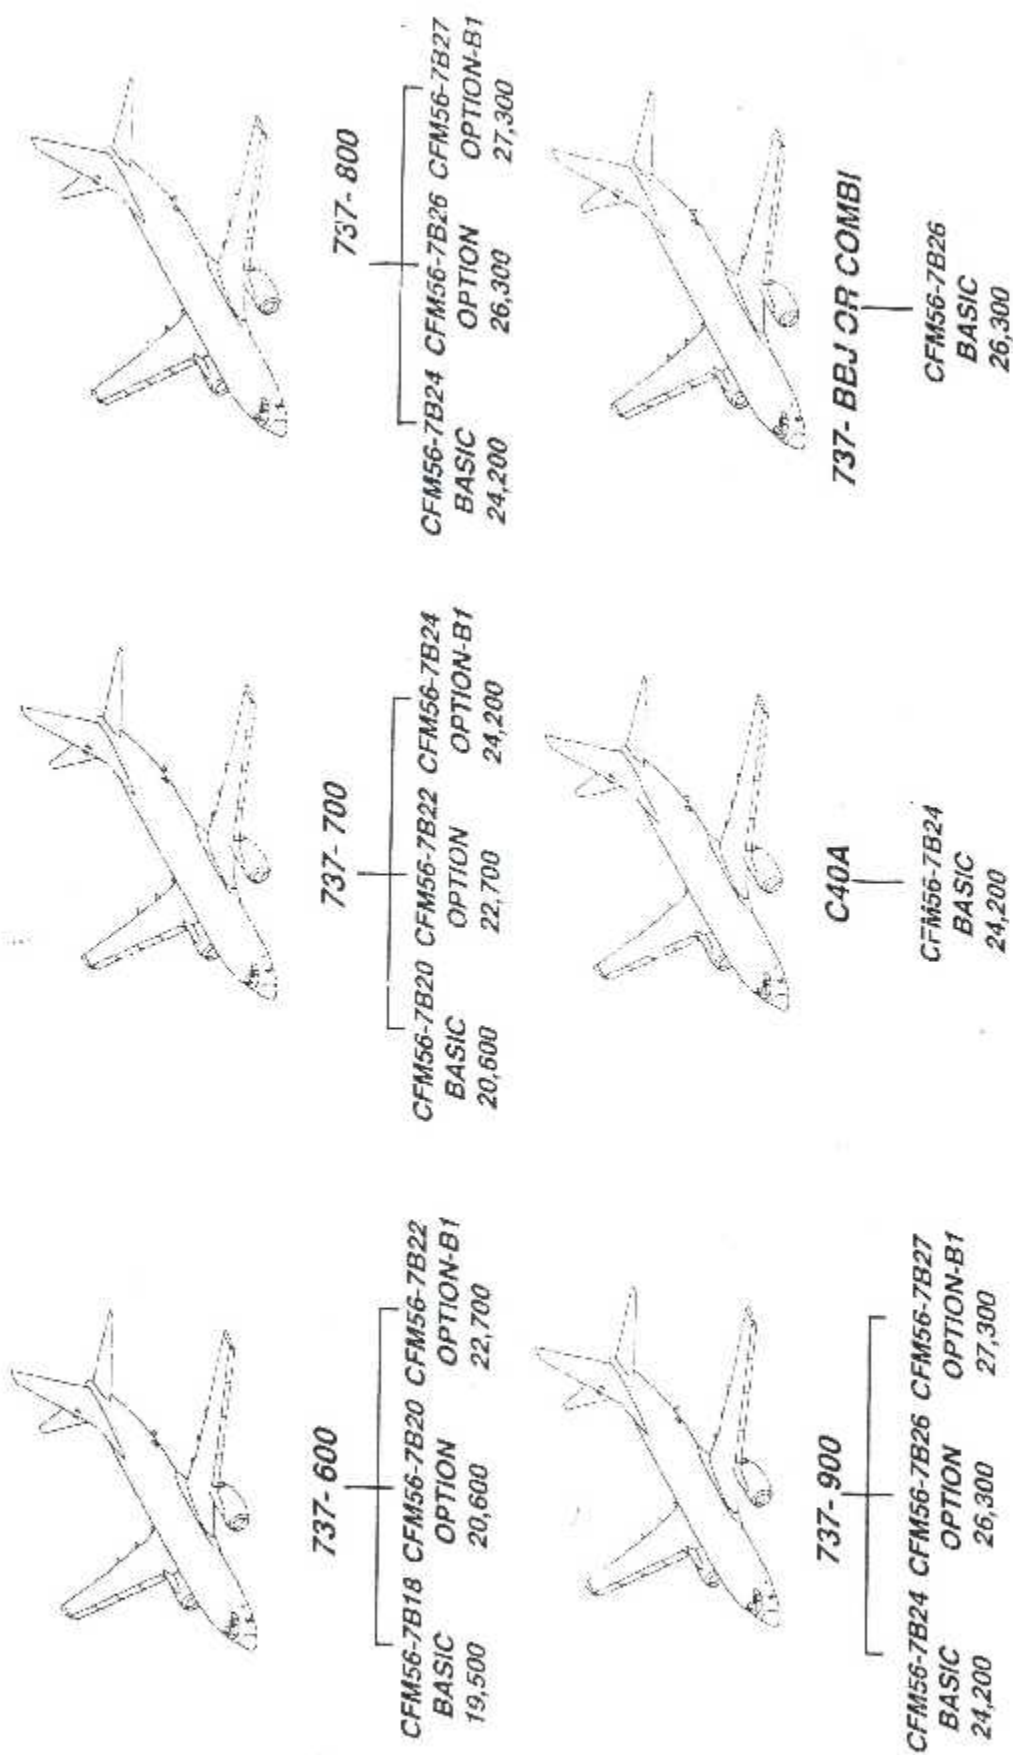 737- 600
CFM56-7B18 CFM56-7B20 CFM56-7B22
BASIC OPTION OPTION-B1
19,500 20,600 22,700
737- 700
CFM56-7B20 CFM56-7B22 CFM56-7B24
BASIC OPTION OPTION-B1
20,600 22,700 24,200
737- 800
CFM56-7B24 CFM56-7B26 CFM56-7B27
BASIC OPTION OPTION-B1
24,200 26,300 27,300
737- 900
CFM56-7B24 CFM56-7B26 CFM56-7B27
BASIC OPTION OPTION-B1
24,200 26,300 27,300
C40A
CFM56-7B24
BASIC
24,200
737- BBJ OR COMBI
CFM56-7B26
BASIC
26,300